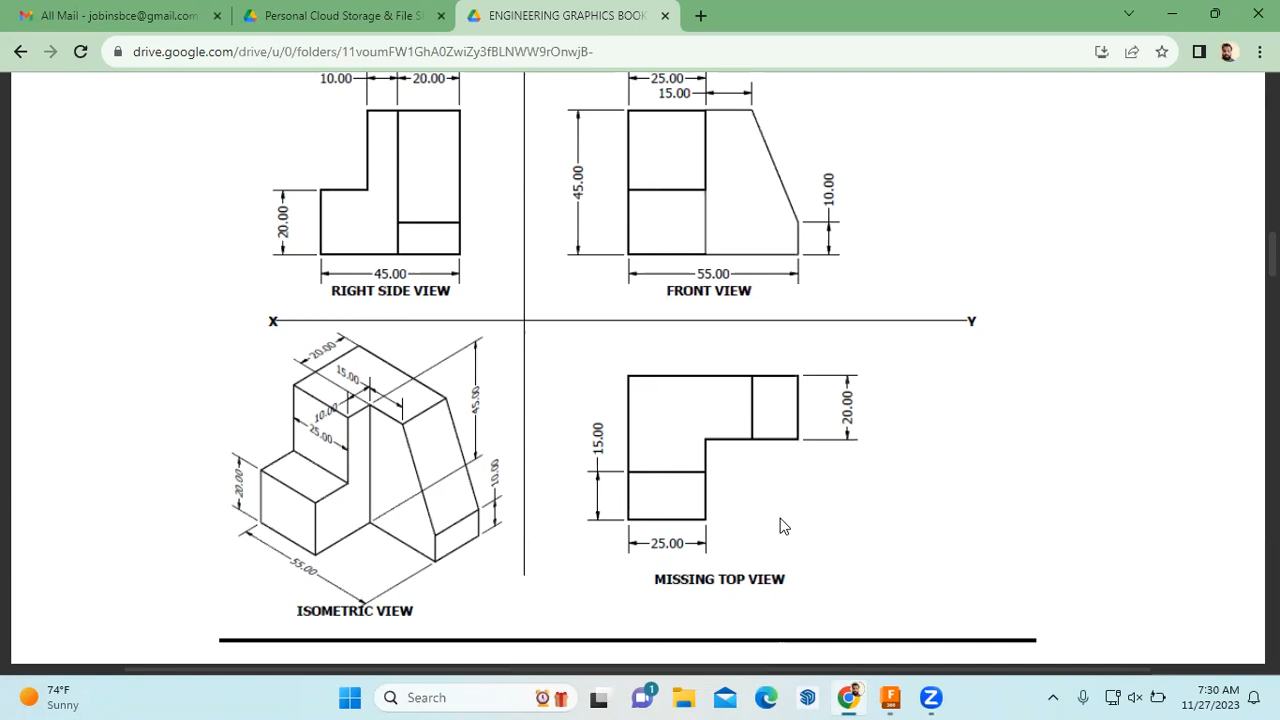 All Mail - jobinsbce@gmail.com
Personal Cloud Storage & File S
ENGINEERING GRAPHICS BOOK
drive.google.com/drive/u/0/folders/11voumFW1GhA0ZwiZy3fBLNWW9rOnwjB-
10.00 20.00
20.00
45.00
RIGHT SIDE VIEW
25.00
15.00
45.00
10.00
55.00
FRONT VIEW
X Y
20.00
15.00
10.00
25.00
45.00
20.00
10.00
55.00
ISOMETRIC VIEW
20.00
15.00
25.00
MISSING TOP VIEW
74°F
Sunny
Search
1
F
360
Z
7:30 AM
11/27/2023